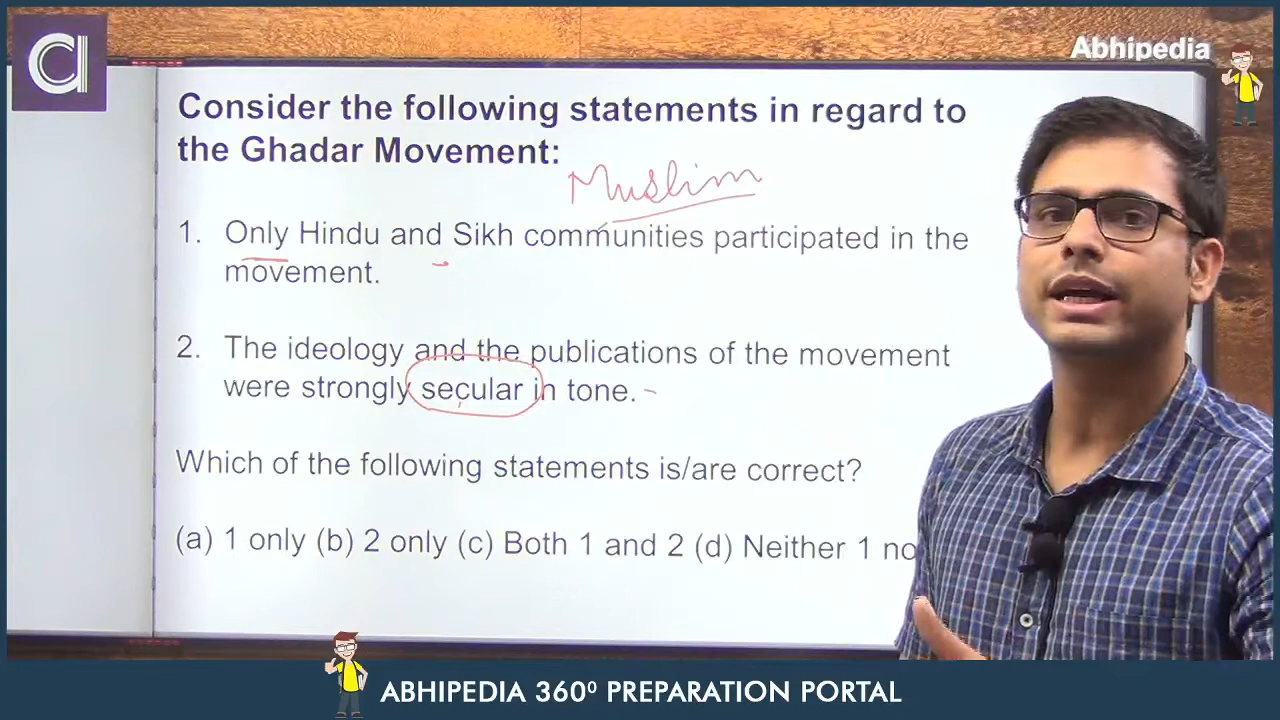 Abhipedia
Consider the following statements in regard to
the Ghadar Movement:
Muslim
1. Only Hindu and Sikh communities participated in the
movement.
2. The ideology and the publications of the movement
were strongly secular in tone.
Which of the following statements is/are correct?
(a) 1 only (b) 2 only (c) Both 1 and 2 (d) Neither 1 no
ABHIPEDIA 360⁰ PREPARATION PORTAL